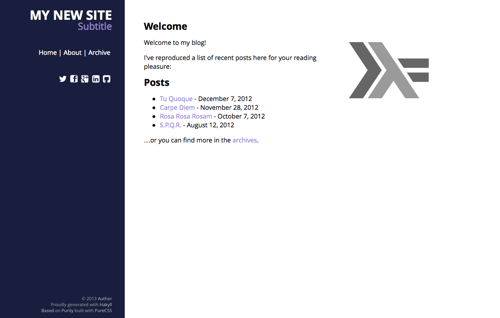 MY NEW SITE
Subtitle
Home | About | Archive
Welcome
Welcome to my blog!
I've reproduced a list of recent posts here for your reading
pleasure:
Posts
Tu Quoque - December 7, 2012
Carpe Diem - November 28, 2012
Rosa Rosa Rosam - October 7, 2012
S.P.Q.R. - August 12, 2012
...or you can find more in the archives.
© 2013 Author
Proudly generated with Hakyll
Based on Purity built with PureCSS